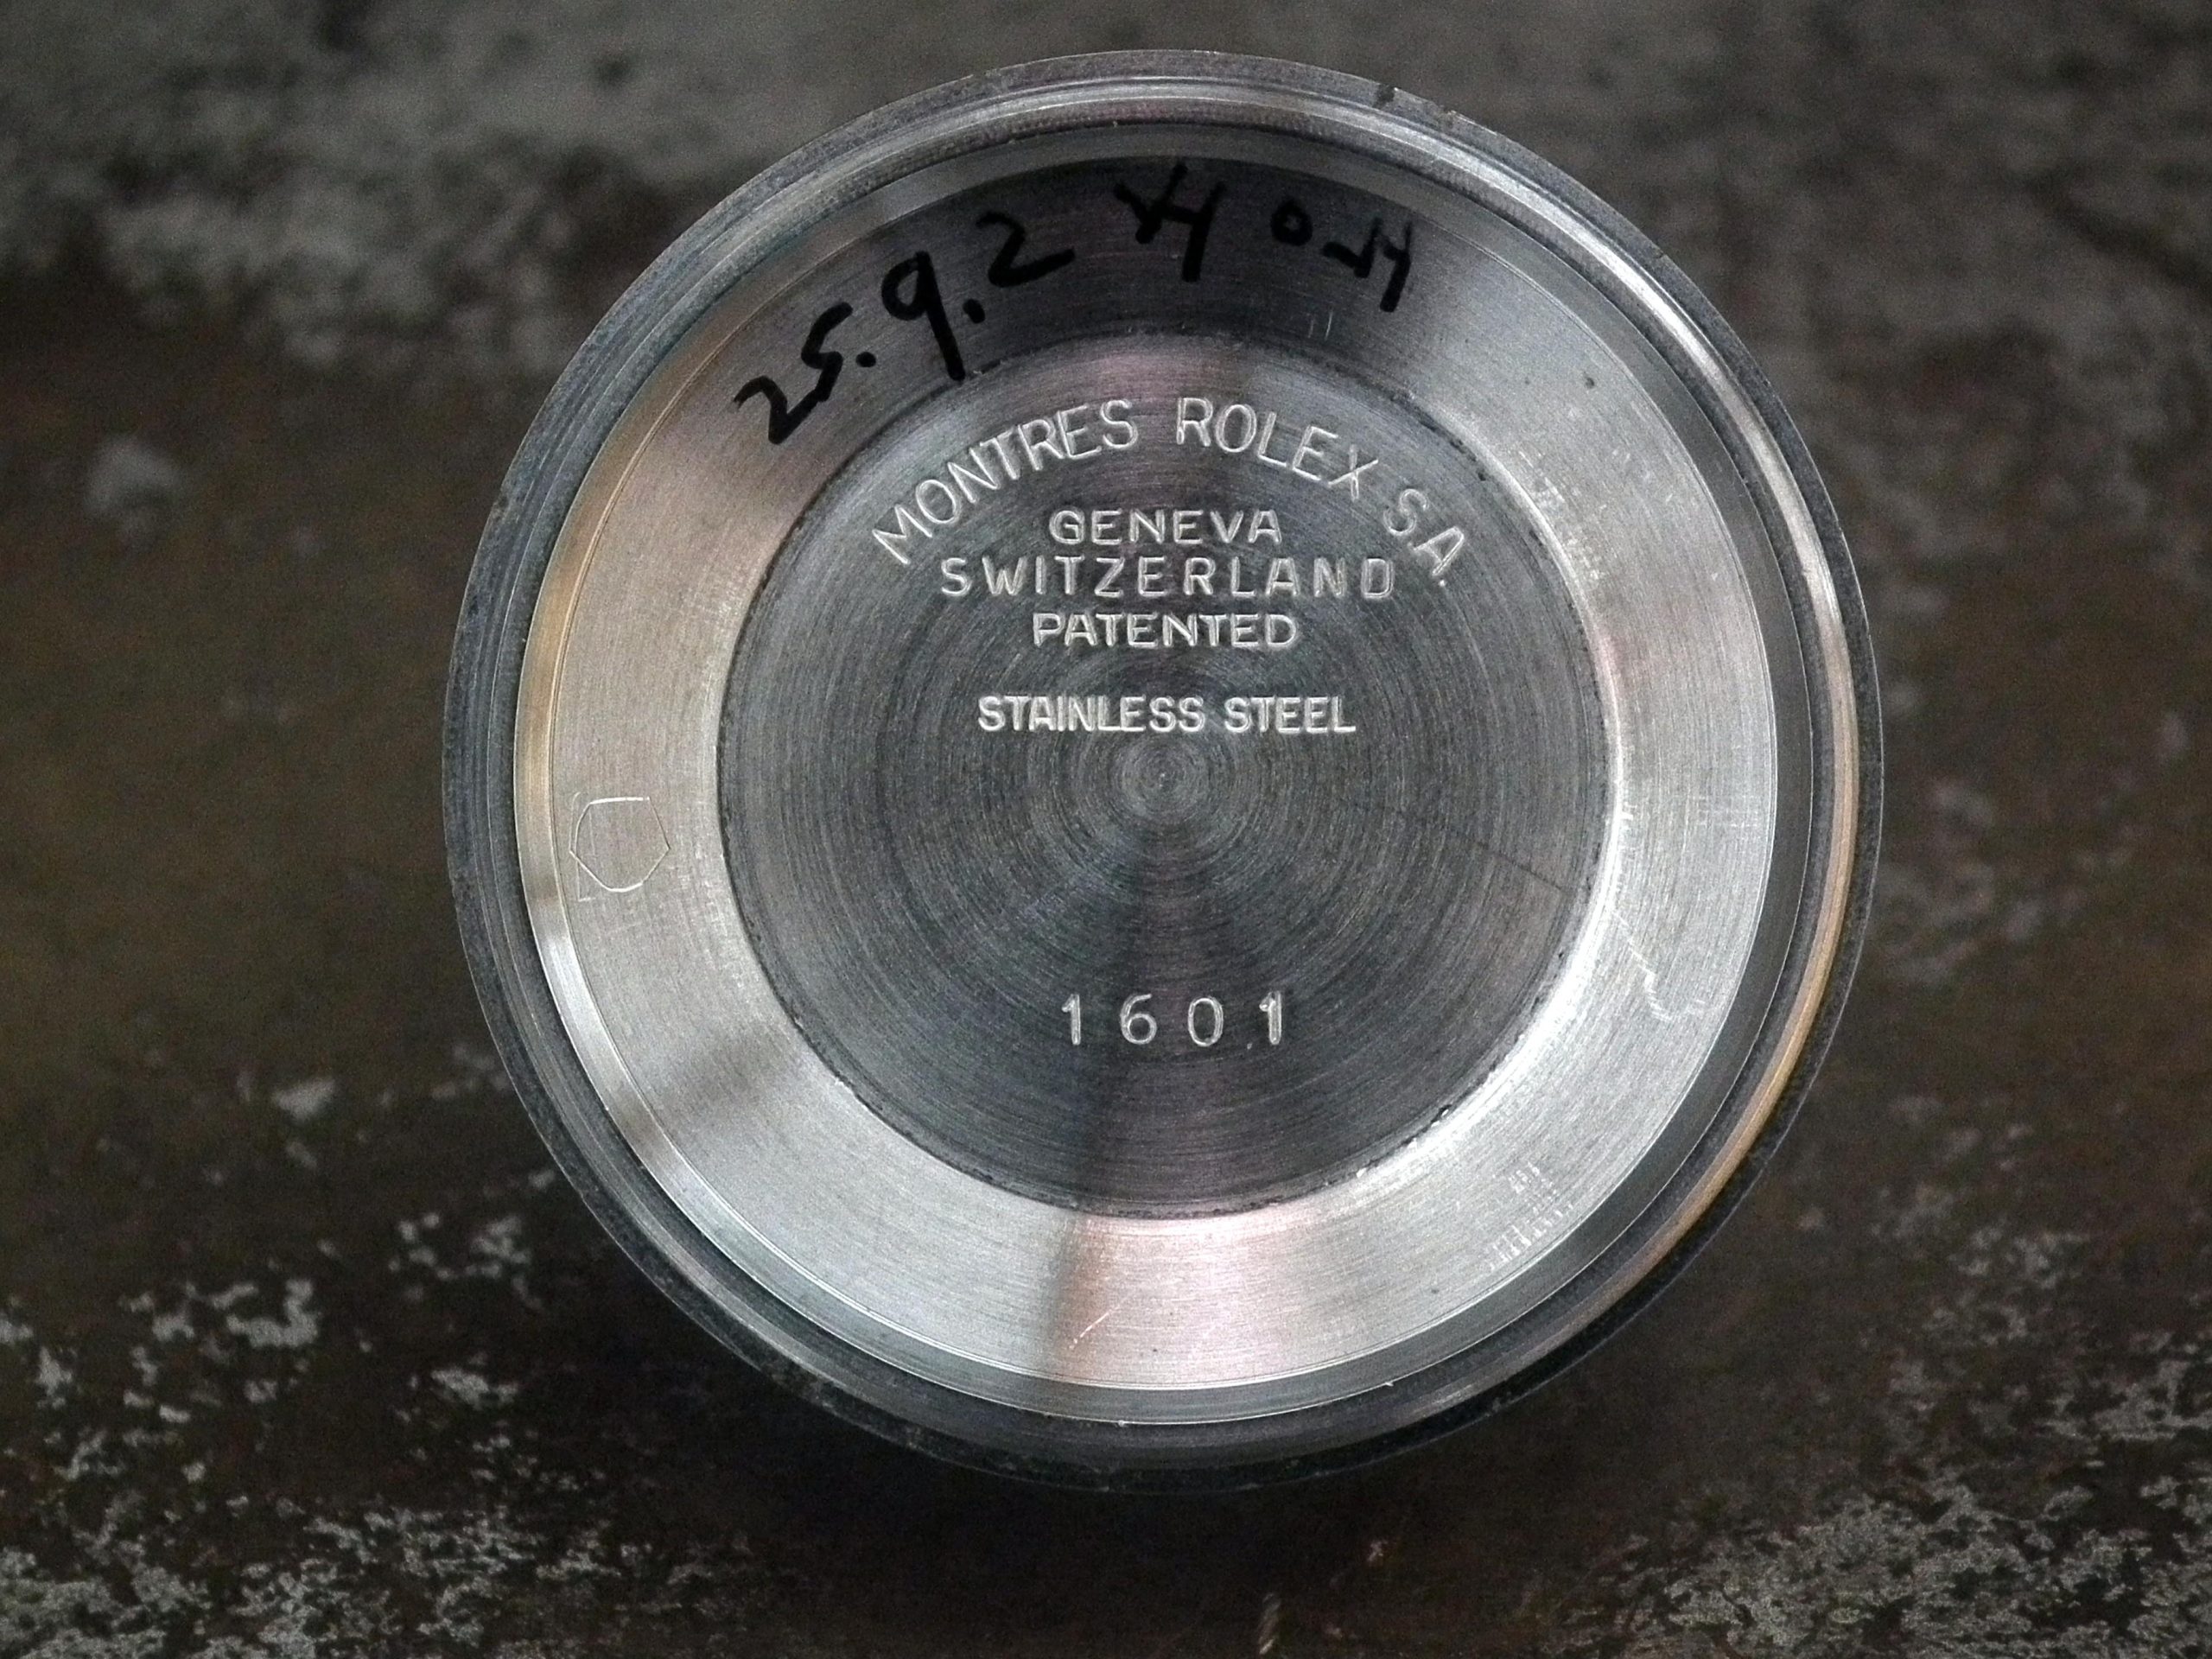 25.9.2
MONTRES ROLEX S.A.
GENEVA
SWITZERLAND
PATENTED
STAINLESS STEEL
1601